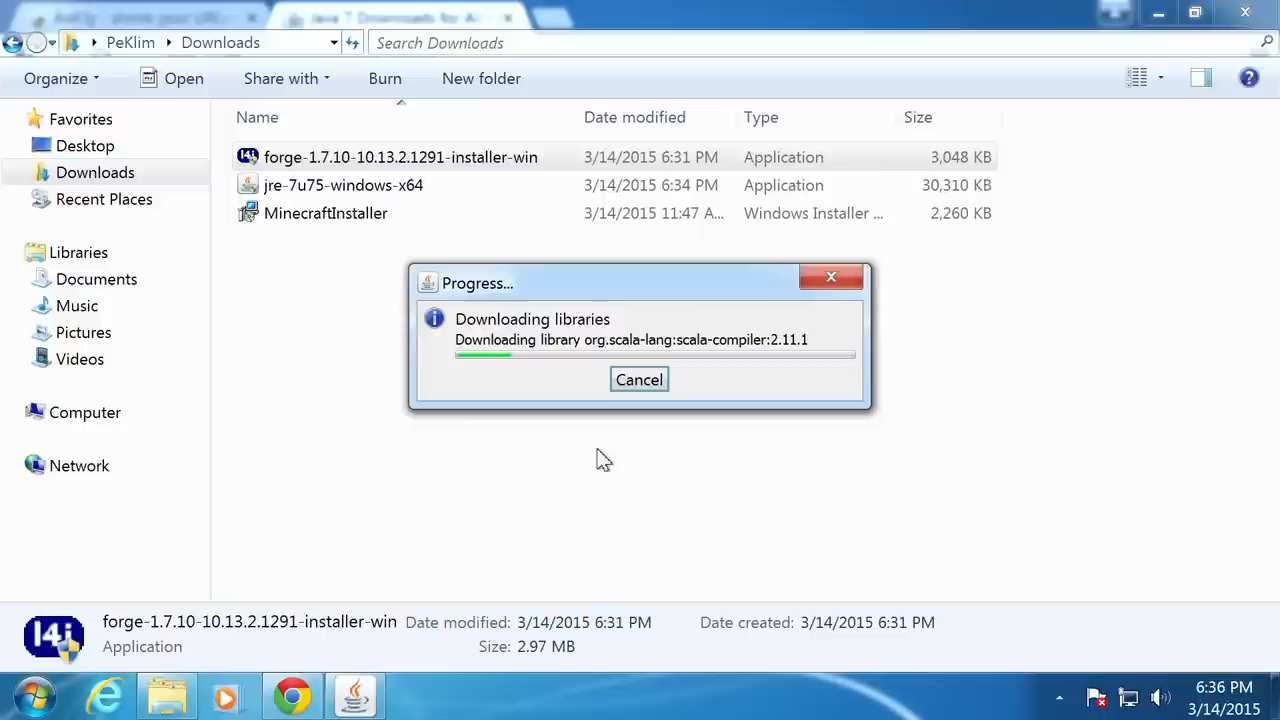 Java 7 Downloads for A
PeKlim Downloads
Search Downloads
Organize Open Share with Burn New folder
Name Date modified Type Size
Favorites
Desktop
Downloads
Recent Places
Libraries
Documents
Music
Pictures
Videos
Computer
Network
forge-1.7.10-10.13.2.1291-installer-win 3/14/2015 6:31 PM Application 3,048 KB
jre-7u75-windows-x64 3/14/2015 6:34 PM Application 30,310 KB
MinecraftInstaller 3/14/2015 11:47 A... Windows Installer ... 2,260 KB
Progress...
Downloading libraries
Downloading library org.scala-lang:scala-compiler:2.11.1
Cancel
forge-1.7.10-10.13.2.1291-installer-win Date modified: 3/14/2015 6:31 PM Date created: 3/14/2015 6:31 PM
Application Size: 2.97 MB
14j
6:36 PM
3/14/2015